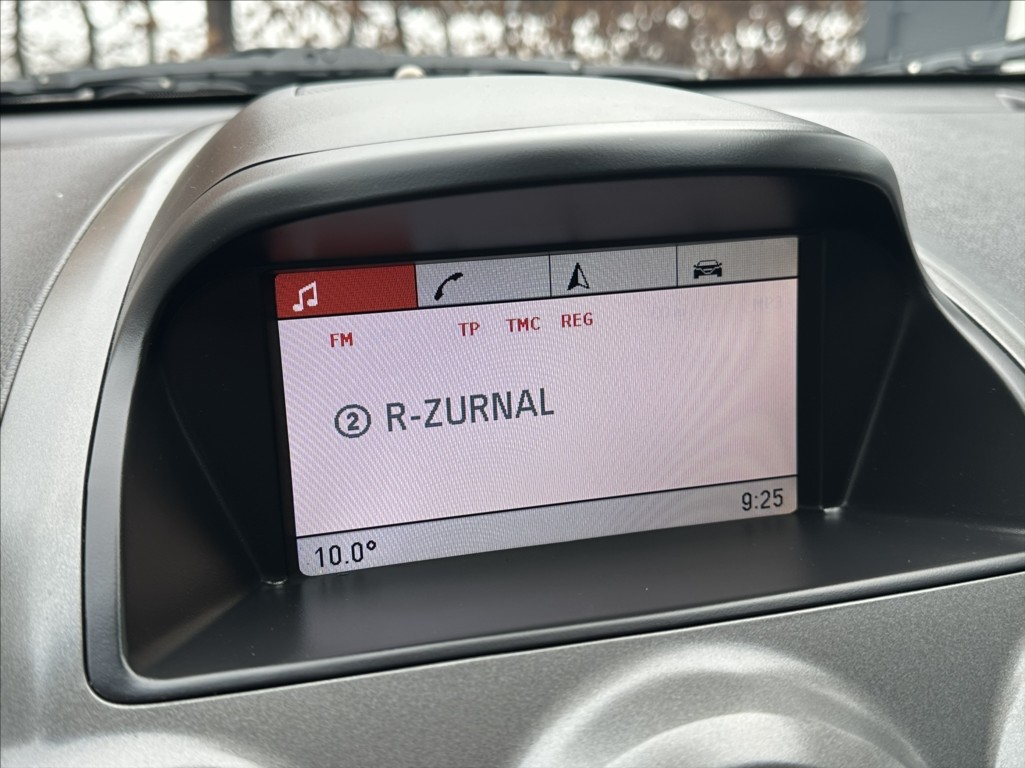 FM TP TMC REG
② R-ZURNAL
10.0° 9:25